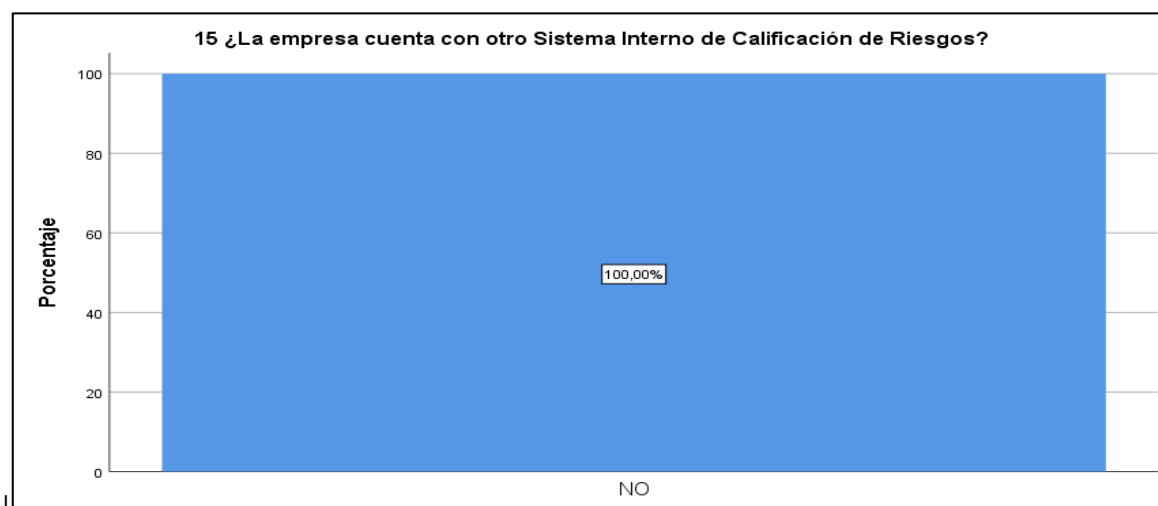 15 ¿La empresa cuenta con otro Sistema Interno de Calificación de Riesgos?
100
80
60
40
20
0
Porcentaje
100,00%
NO